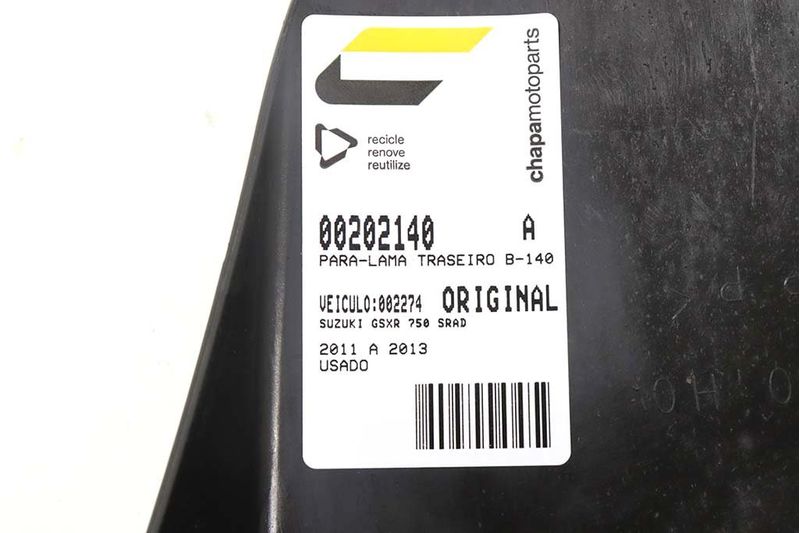 chapamotoparts
recicle
renove
reutilize
00202140 A
PARA-LAMA TRASEIRO B-140
VEICULO:002274 ORIGINAL
SUZUKI GSXR 750 SRAD
2011 A 2013
USADO